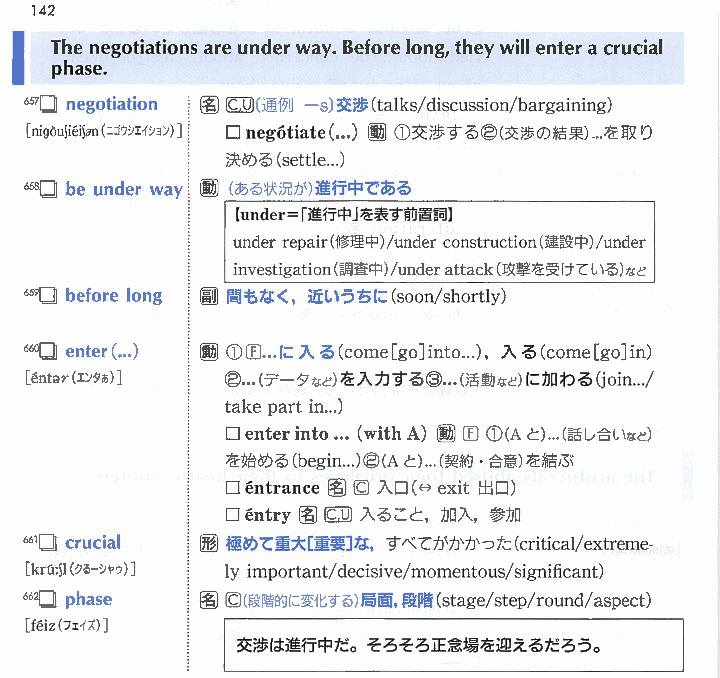 142
The negotiations are under way. Before long, they will enter a crucial
phase.
657 negotiation 名 C,U (通例 —s)交渉(talks/discussion/bargaining)
[nigòuʃiéiʃən(ニゴウシエイション)] □ negótiate(...) 動 ①交渉する②(交渉の結果)...を取り
決める(settle...)
658 be under way 動 (ある状況が)進行中である
【under=「進行中」を表す前置詞】
under repair(修理中)/under construction(建設中)/under
investigation(調査中)/under attack(攻撃を受けている)など
659 before long 副 間もなく，近いうちに(soon/shortly)
660 enter(...) 動 ①F...に入る(come[go]into...)，入る(come[go]in)
[éntər(エンタぁ)] ②...(データなど)を入力する③...(活動など)に加わる(join.../
take part in...)
□ enter into ... (with A) 動 F ①(Aと)...(話し合いなど)
を始める(begin...)②(Aと)...(契約・合意)を結ぶ
□ éntrance 名 C 入口(⇔ exit 出口)
□ éntry 名 C,U 入ること，加入，参加
661 crucial 形 極めて重大[重要]な，すべてがかかった(critical/extreme-
[krúːʃl(クるーシャゥ)] ly important/decisive/momentous/significant)
662 phase 名 C(段階的に変化する)局面，段階(stage/step/round/aspect)
[féiz(フェイズ)]
交渉は進行中だ。そろそろ正念場を迎えるだろう。